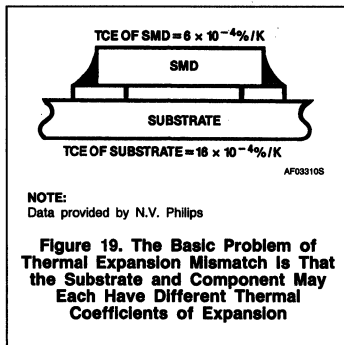 TCE OF SMD = 6 × 10⁻⁴%/K
SMD
SUBSTRATE
TCE OF SUBSTRATE = 16 × 10⁻⁴%/K
AF03310S
NOTE:
Data provided by N.V. Philips
Figure 19. The Basic Problem of
Thermal Expansion Mismatch Is That
the Substrate and Component May
Each Have Different Thermal
Coefficients of Expansion